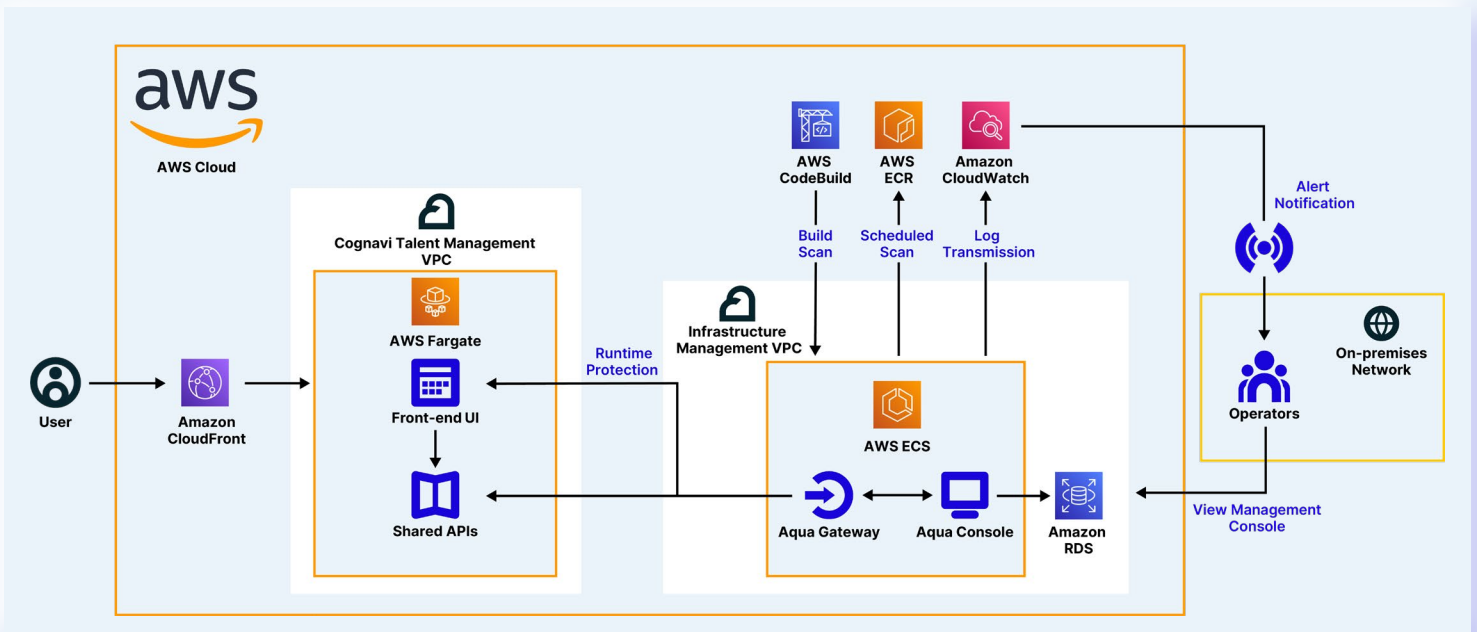 aws
AWS Cloud
User
Amazon
CloudFront
Cognavi Talent Management
VPC
AWS Fargate
Front-end UI
Shared APIs
Runtime
Protection
AWS
CodeBuild
AWS
ECR
Amazon
CloudWatch
Build
Scan
Scheduled
Scan
Log
Transmission
Infrastructure
Management VPC
AWS ECS
Aqua Gateway
Aqua Console
Amazon
RDS
Alert
Notification
On-premises
Network
Operators
View Management
Console